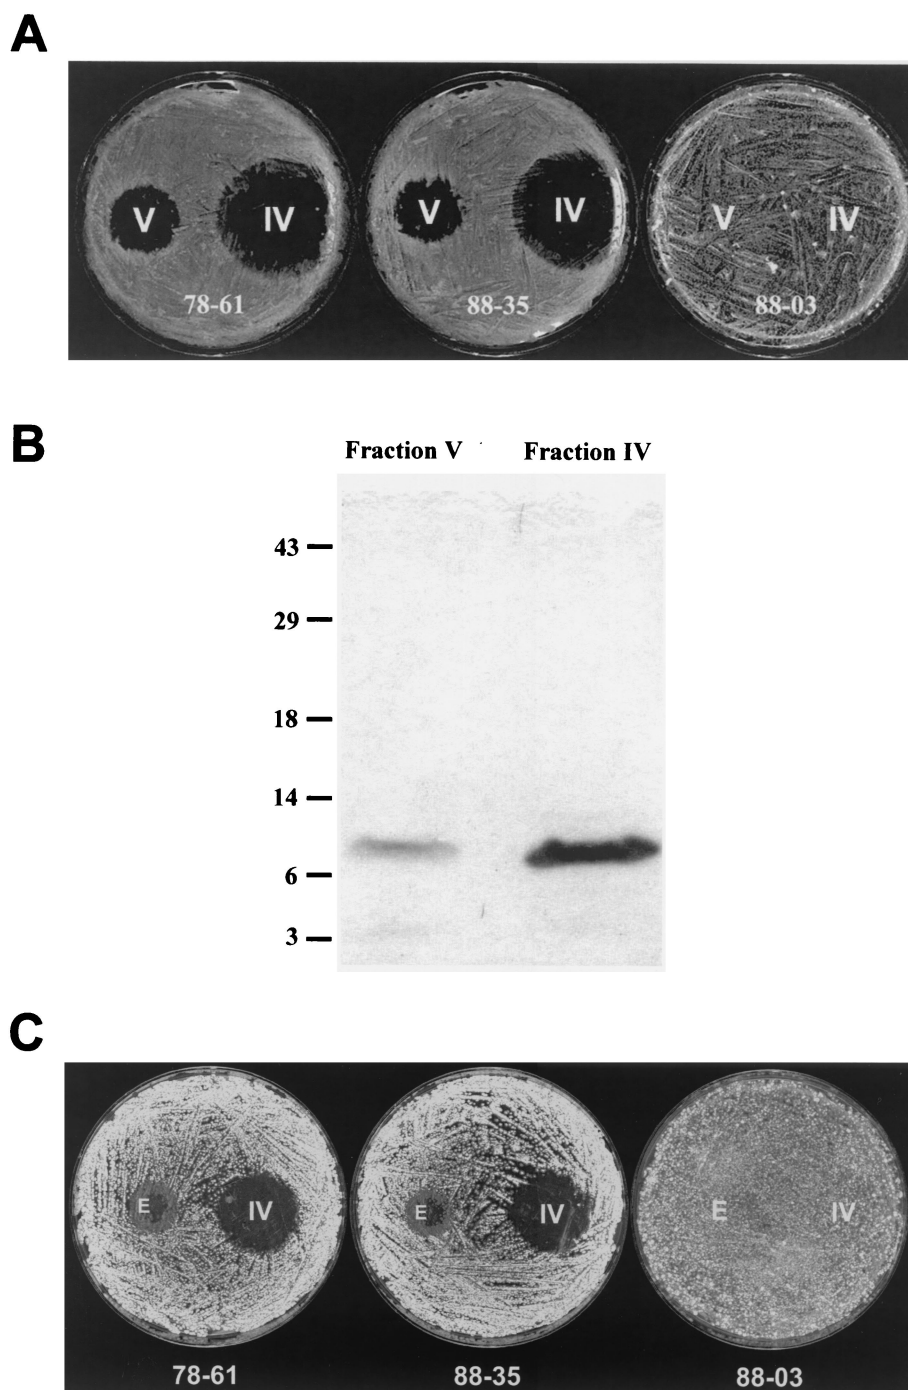 A
V IV V IV V IV
78-61 88-35 88-03
B
Fraction V Fraction IV
43
29
18
14
6
3
C
E IV E IV E IV
78-61 88-35 88-03